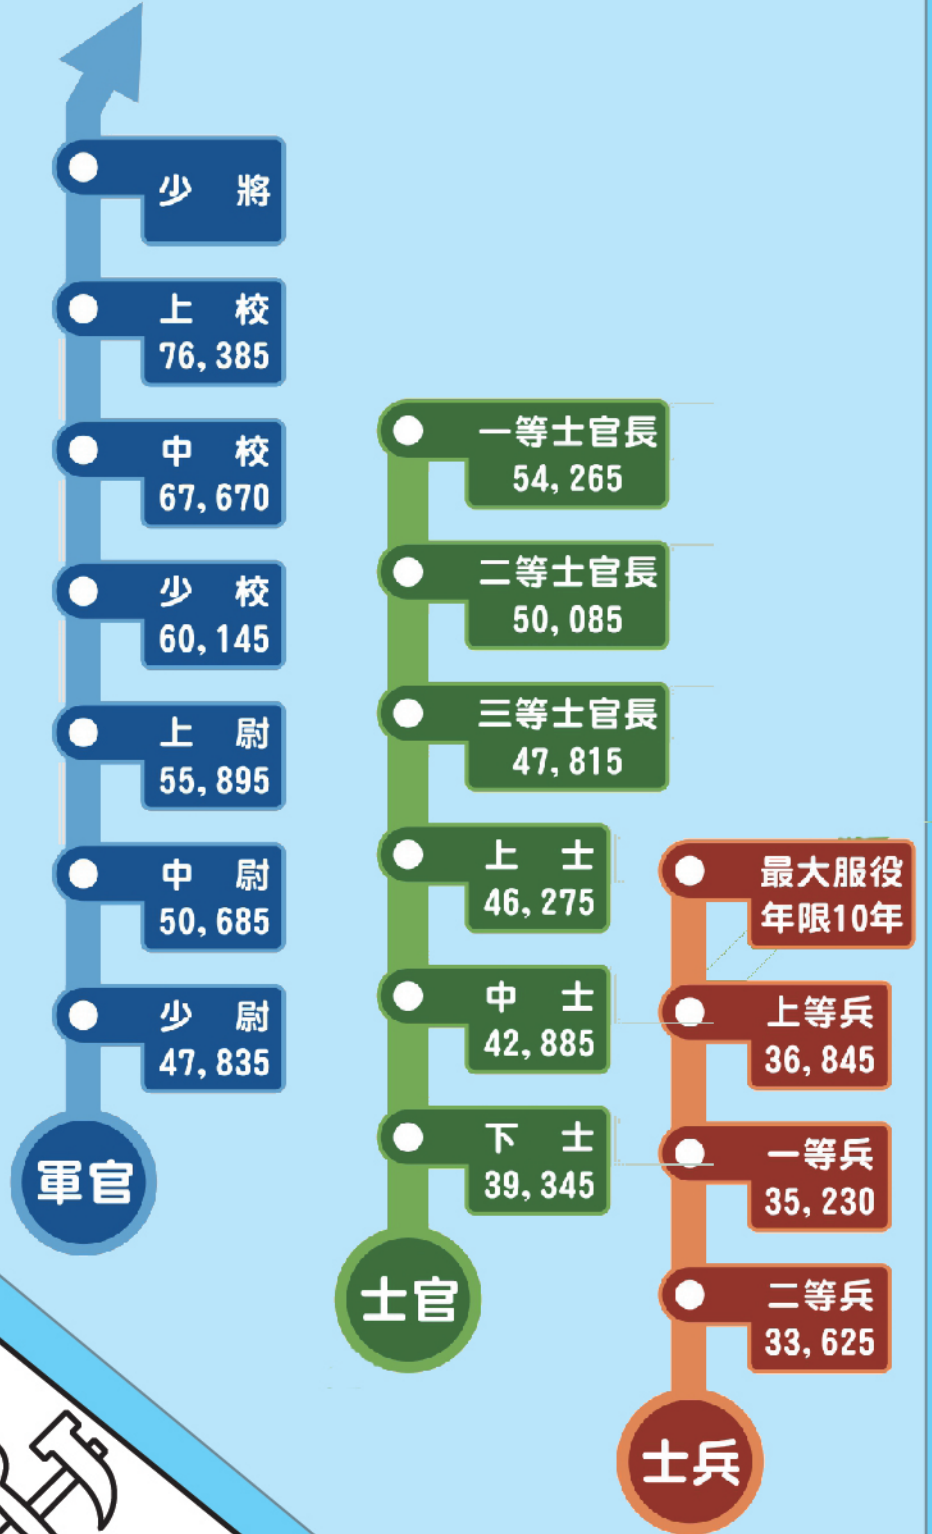 少 將
上 校
76,385
中 校
67,670
少 校
60,145
上 尉
55,895
中 尉
50,685
少 尉
47,835
軍官
一等士官長
54,265
二等士官長
50,085
三等士官長
47,815
上 士
46,275
中 士
42,885
下 士
39,345
士官
最大服役
年限10年
上等兵
36,845
一等兵
35,230
二等兵
33,625
士兵